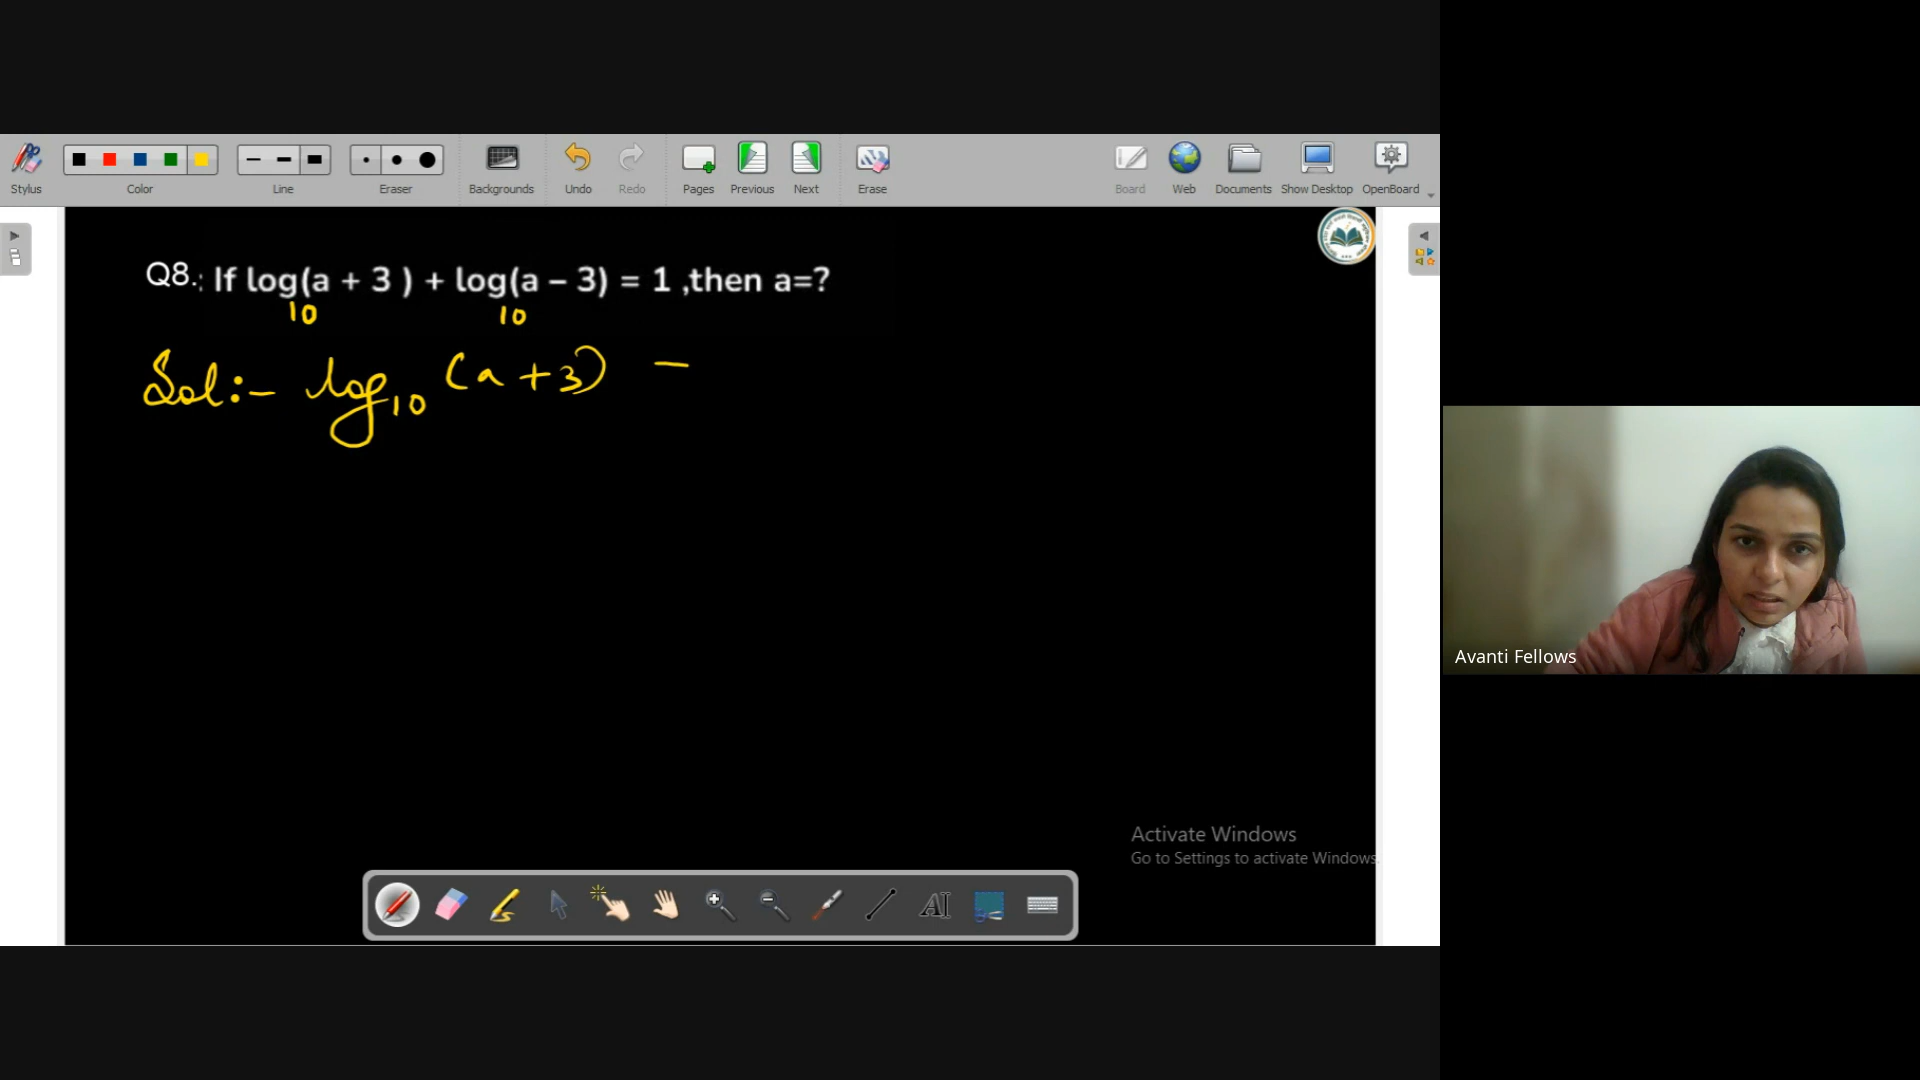 Stylus Color Line Eraser Backgrounds Undo Redo Pages Previous Next Erase Board Web Documents Show Desktop OpenBoard
Q8.: If log(a + 3 ) + log(a – 3) = 1 ,then a=?
10 10
Sol:- log₁₀ (a + 3) –
Avanti Fellows
Activate Windows
Go to Settings to activate Windows.
AI